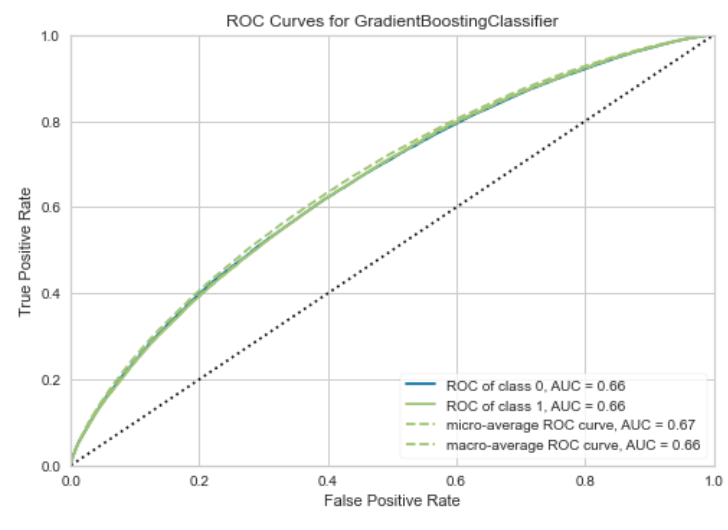 ROC Curves for GradientBoostingClassifier
1.0
0.8
0.6
0.4
0.2
0.0
True Positive Rate
ROC of class 0, AUC = 0.66
ROC of class 1, AUC = 0.66
micro-average ROC curve, AUC = 0.67
macro-average ROC curve, AUC = 0.66
0.0 0.2 0.4 0.6 0.8 1.0
False Positive Rate